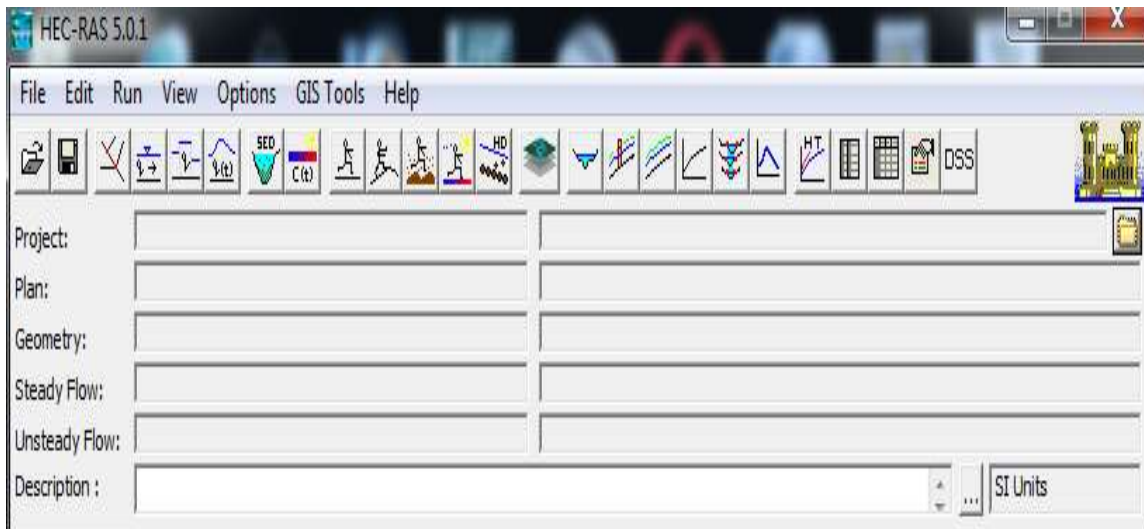 HEC-RAS 5.0.1
File Edit Run View Options GIS Tools Help
SED C(t) HD H.T. DSS
Project:
Plan:
Geometry:
Steady Flow:
Unsteady Flow:
Description : ... SI Units